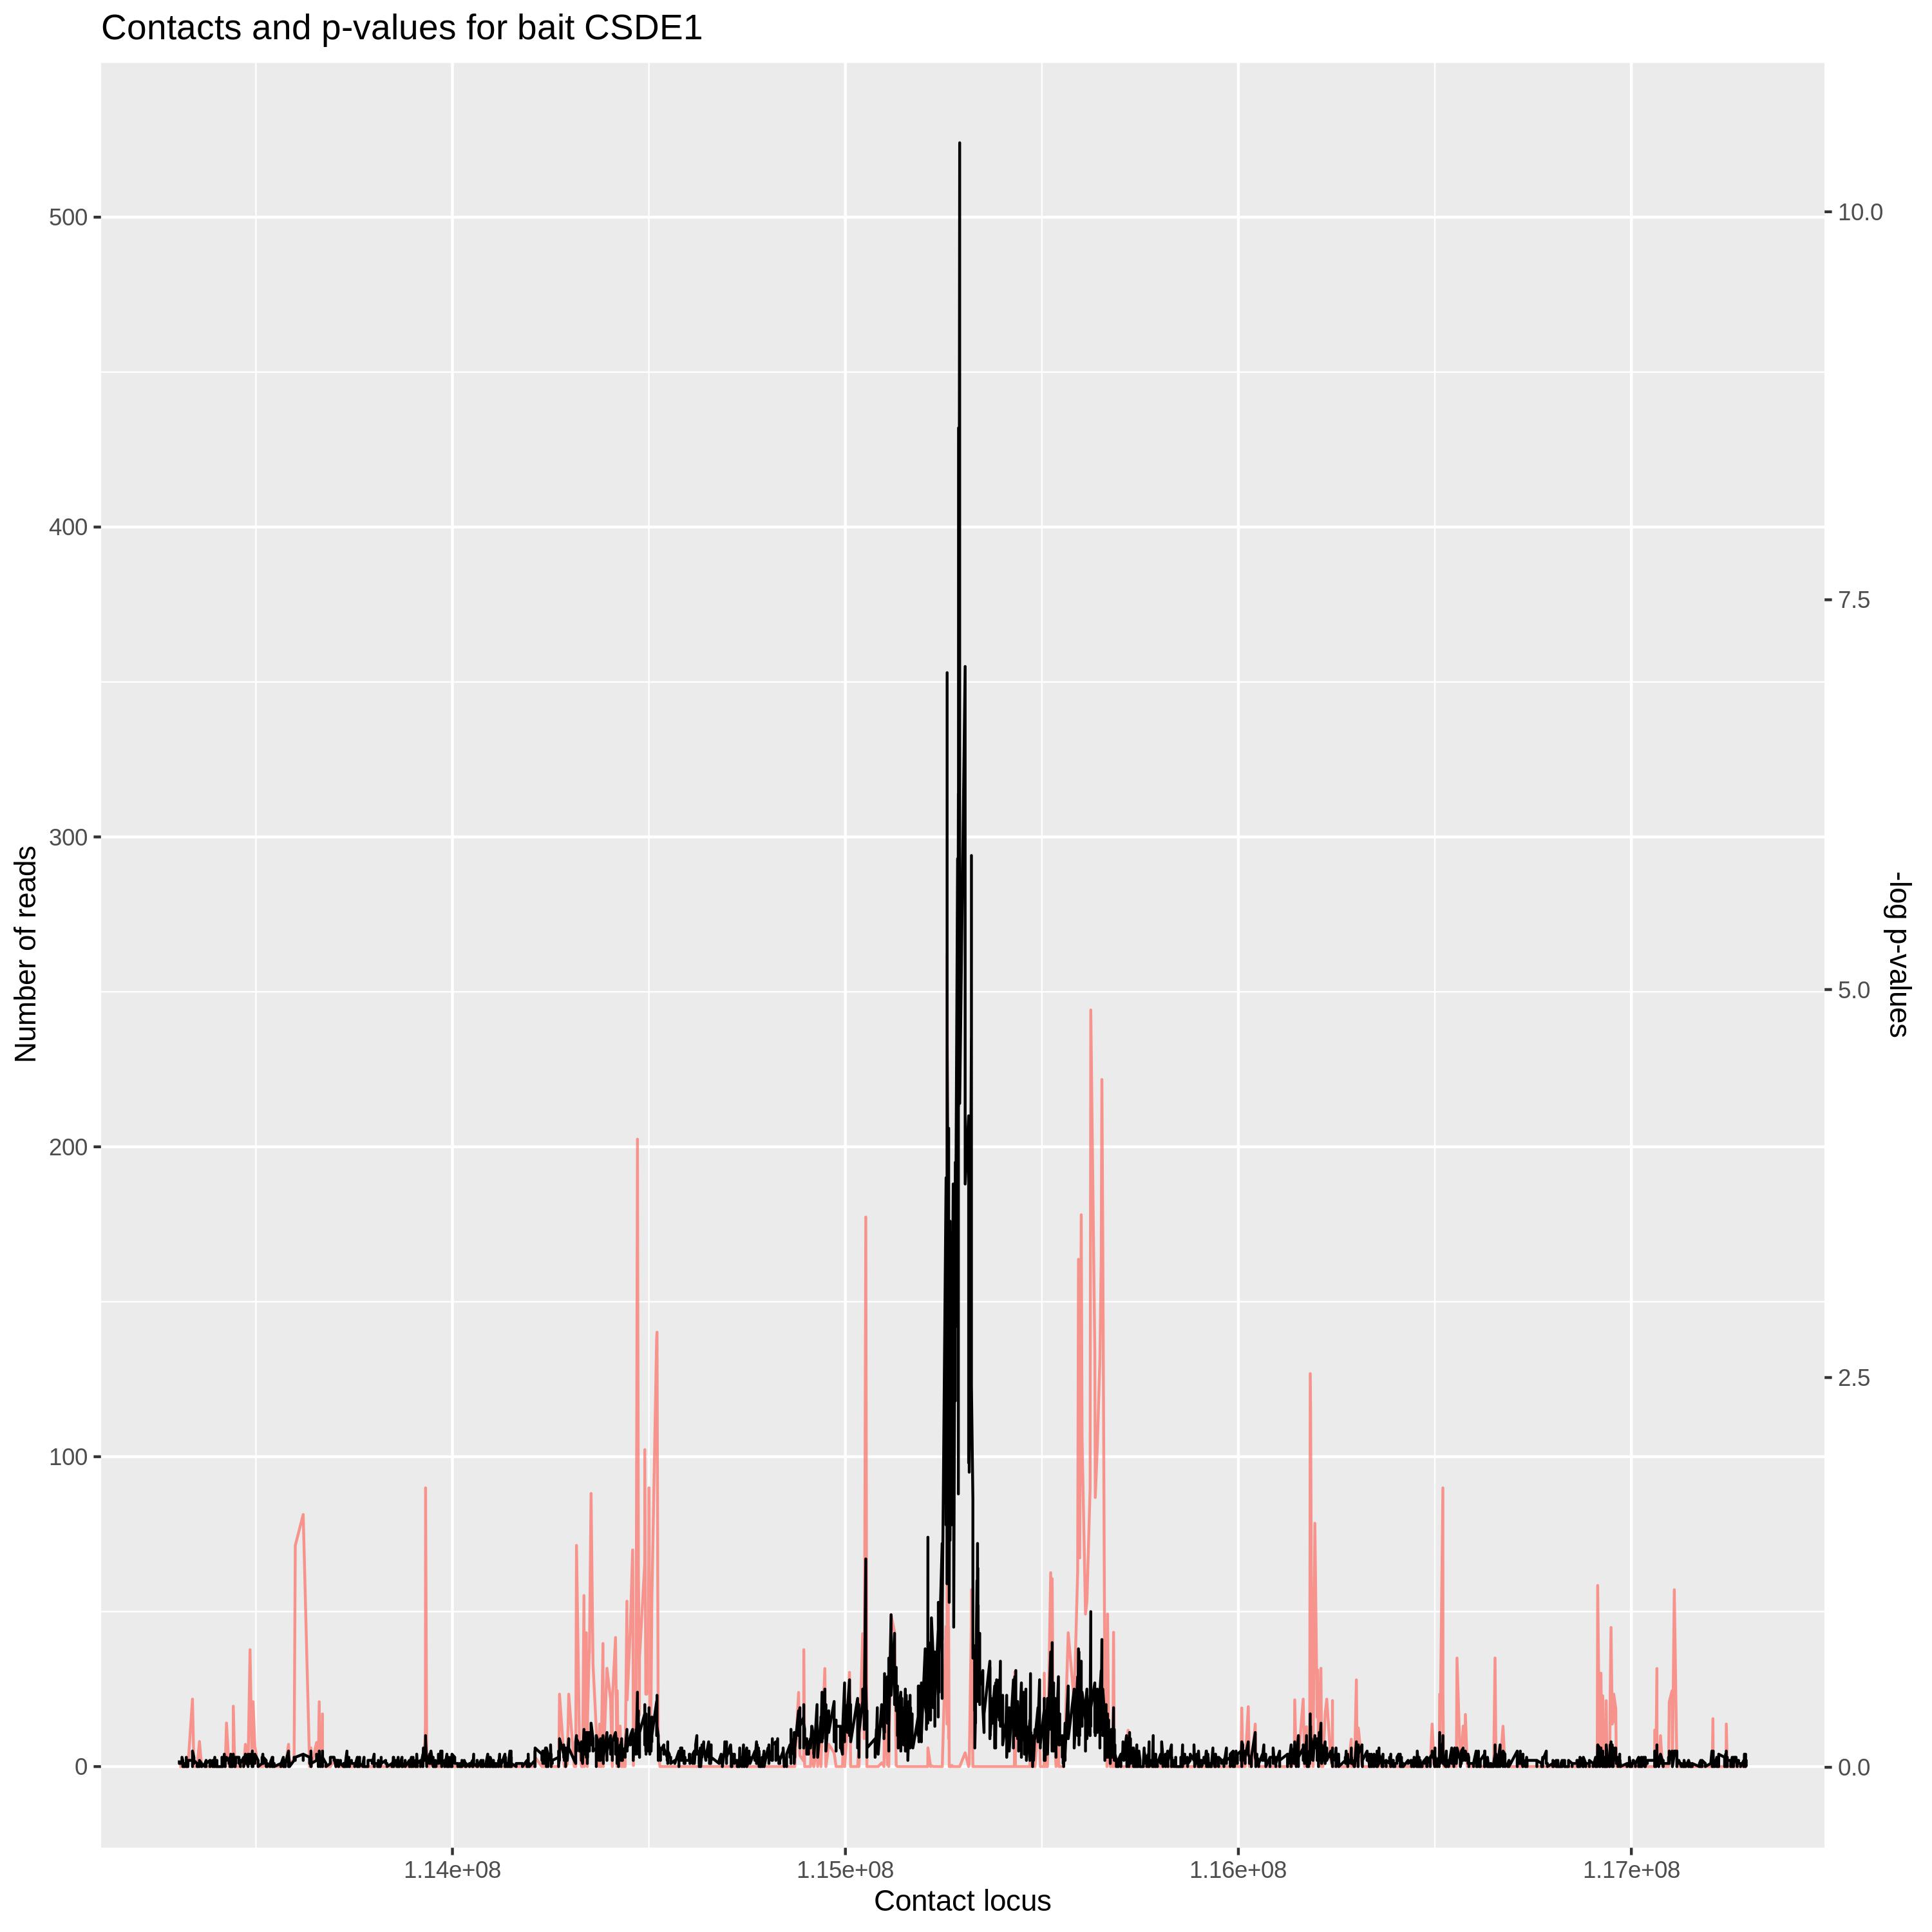 Contacts and p-values for bait CSDE1
500
400
300
200
100
0
Number of reads
10.0
7.5
5.0
2.5
0.0
-log p-values
1.14e+08
1.15e+08
1.16e+08
1.17e+08
Contact locus